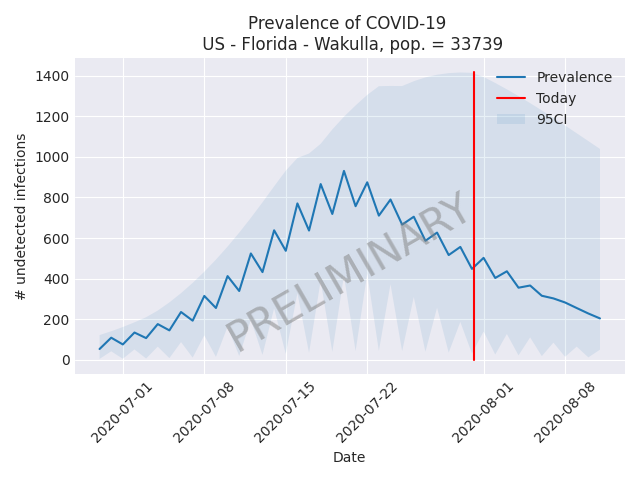 Prevalence of COVID-19
US - Florida - Wakulla, pop. = 33739
1400
1200
1000
800
600
400
200
0
# undetected infections
Prevalence
Today
95CI
PRELIMINARY
2020-07-01
2020-07-08
2020-07-15
2020-07-22
2020-08-01
2020-08-08
Date